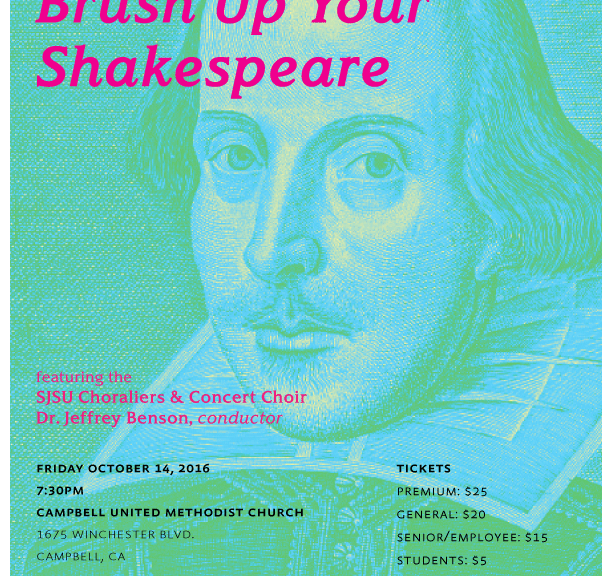 Brush Up Your
Shakespeare
featuring the
SJSU Choraliers & Concert Choir
Dr. Jeffrey Benson, conductor
FRIDAY OCTOBER 14, 2016
7:30PM
CAMPBELL UNITED METHODIST CHURCH
1675 WINCHESTER BLVD.
CAMPBELL, CA
TICKETS
PREMIUM: $25
GENERAL: $20
SENIOR/EMPLOYEE: $15
STUDENTS: $5